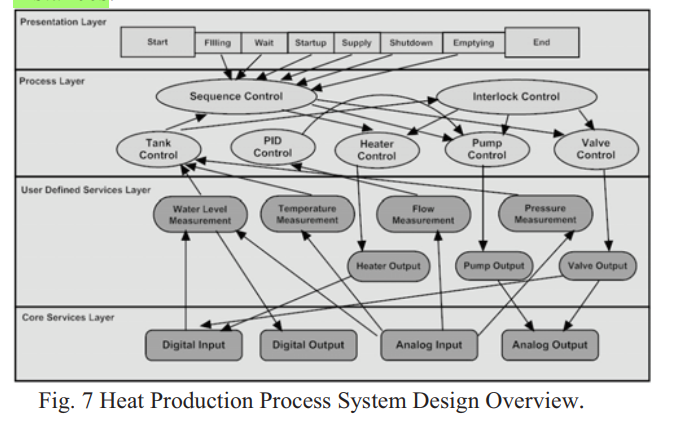 Presentation Layer
Start
Filling
Wait
Startup
Supply
Shutdown
Emptying
End
Process Layer
Sequence Control
Interlock Control
Tank
Control
PID
Control
Heater
Control
Pump
Control
Valve
Control
User Defined Services Layer
Water Level
Measurement
Temperature
Measurement
Flow
Measurement
Pressure
Measurement
Heater Output
Pump Output
Valve Output
Core Services Layer
Digital Input
Digital Output
Analog Input
Analog Output
Fig. 7 Heat Production Process System Design Overview.